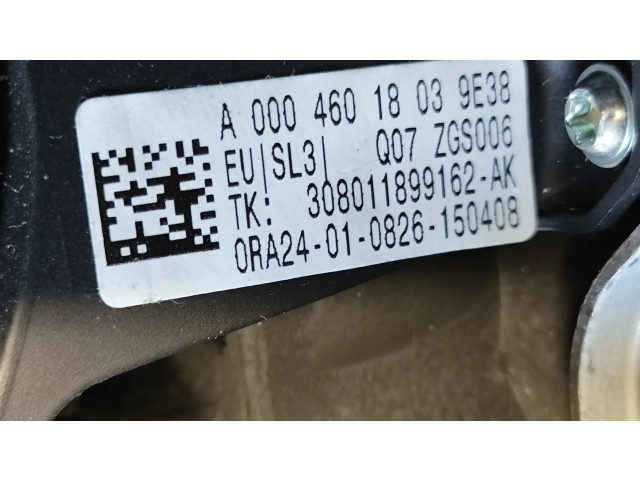 A 000 460 18 03 9E38
EU|SL3| Q07 ZGS006
TK: 308011899162-AK
0RA24-01-0826-150408